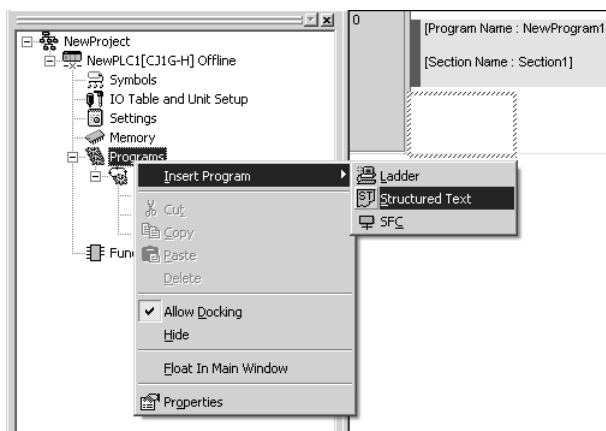 NewProject
NewPLC1[CJ1G-H] Offline
Symbols
IO Table and Unit Setup
Settings
Memory
Programs
Insert Program
Cut
Copy
Paste
Delete
Allow Docking
Hide
Float In Main Window
Properties
Ladder
ST Structured Text
SFC
0
[Program Name : NewProgram1
[Section Name : Section1]